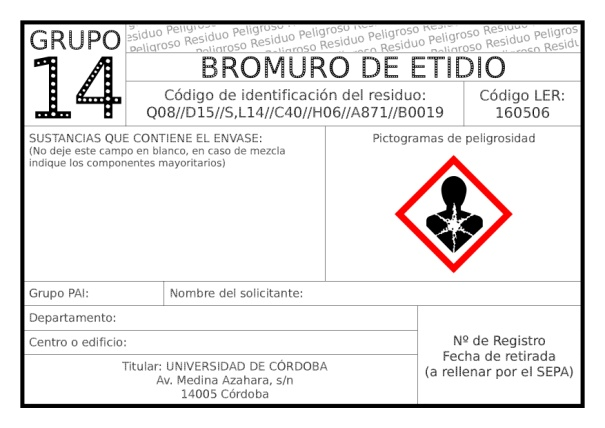 GRUPO
14
Residuo Peligroso Residuo Peligroso Residuo Peligroso
Peligroso Residuo Peligroso Residuo Peligroso Residuo Peligroso
BROMURO DE ETIDIO
Código de identificación del residuo:
Q08//D15//S,L14//C40//H06//A871//B0019
Código LER:
160506
SUSTANCIAS QUE CONTIENE EL ENVASE:
(No deje este campo en blanco, en caso de mezcla
indique los componentes mayoritarios)
Pictogramas de peligrosidad
Grupo PAI:
Nombre del solicitante:
Departamento:
Centro o edificio:
Titular: UNIVERSIDAD DE CÓRDOBA
Av. Medina Azahara, s/n
14005 Córdoba
Nº de Registro
Fecha de retirada
(a rellenar por el SEPA)